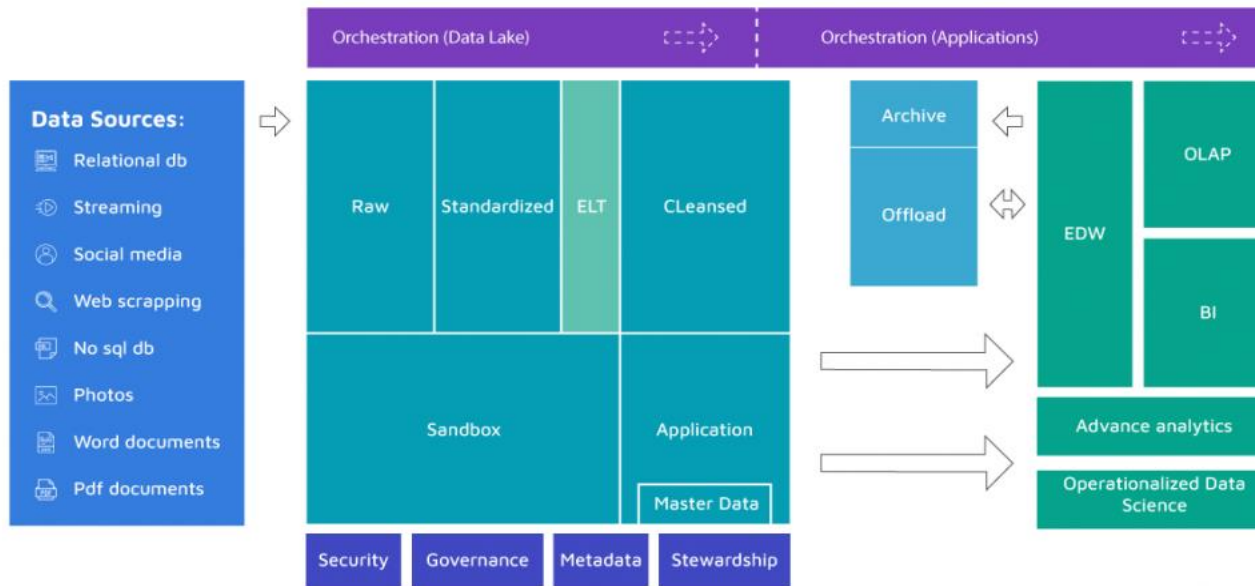 Orchestration (Data Lake)
Orchestration (Applications)
Data Sources:
Relational db
Streaming
Social media
Web scrapping
No sql db
Photos
Word documents
Pdf documents
Raw
Standardized
ELT
CLeansed
Sandbox
Application
Master Data
Security
Governance
Metadata
Stewardship
Archive
Offload
EDW
OLAP
BI
Advance analytics
Operationalized Data
Science